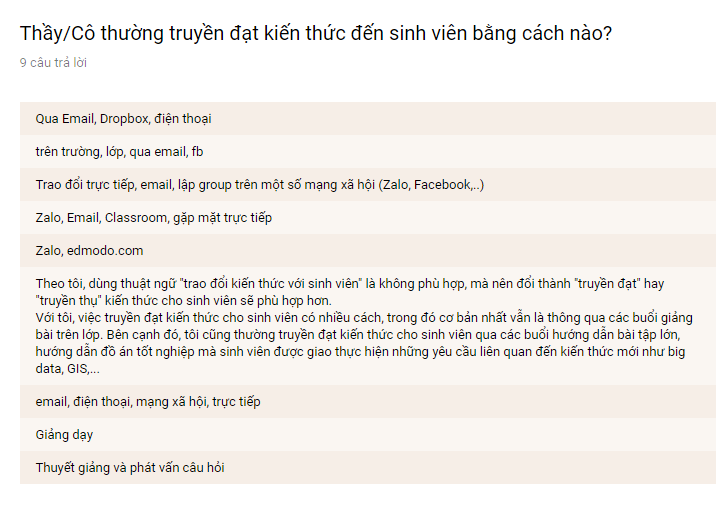 Thầy/Cô thường truyền đạt kiến thức đến sinh viên bằng cách nào?
9 câu trả lời
Qua Email, Dropbox, điện thoại
trên trường, lớp, qua email, fb
Trao đổi trực tiếp, email, lập group trên một số mạng xã hội (Zalo, Facebook,..)
Zalo, Email, Classroom, gặp mặt trực tiếp
Zalo, edmodo.com
Theo tôi, dùng thuật ngữ "trao đổi kiến thức với sinh viên" là không phù hợp, mà nên đổi thành "truyền đạt" hay
"truyền thụ" kiến thức cho sinh viên sẽ phù hợp hơn.
Với tôi, việc truyền đạt kiến thức cho sinh viên có nhiều cách, trong đó cơ bản nhất vẫn là thông qua các buổi giảng
bài trên lớp. Bên cạnh đó, tôi cũng thường truyền đạt kiến thức cho sinh viên qua các buổi hướng dẫn bài tập lớn,
hướng dẫn đồ án tốt nghiệp mà sinh viên được giao thực hiện những yêu cầu liên quan đến kiến thức mới như big
data, GIS,...
email, điện thoại, mạng xã hội, trực tiếp
Giảng dạy
Thuyết giảng và phát vấn câu hỏi